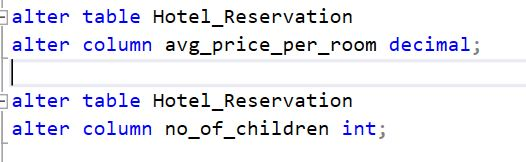 alter table Hotel_Reservation
alter column avg_price_per_room decimal;
alter table Hotel_Reservation
alter column no_of_children int;